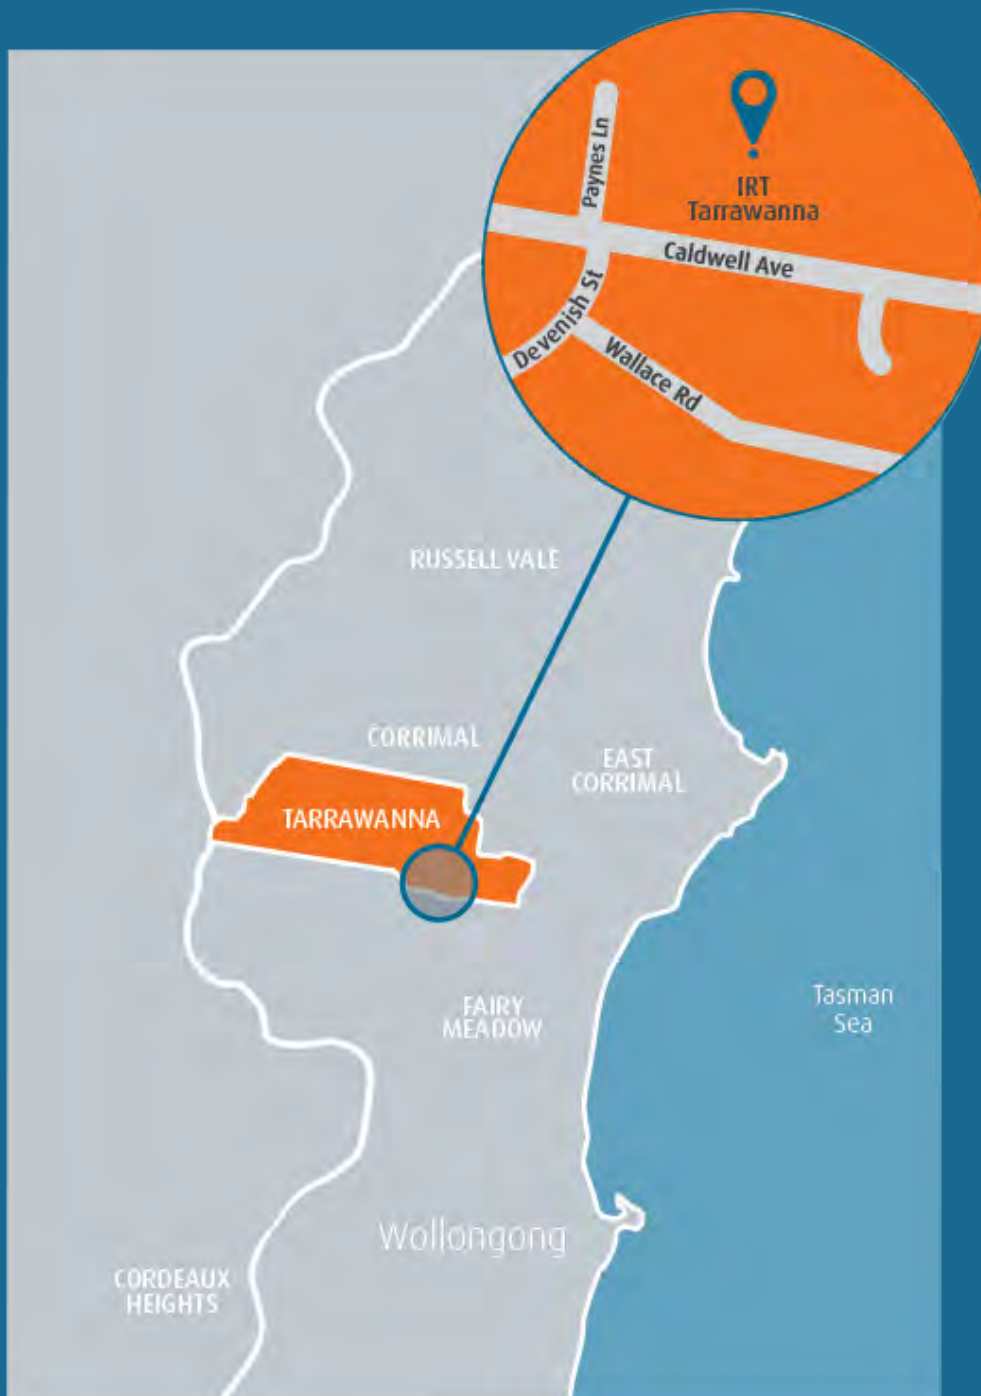 Paynes Ln
IRT
Tarrawanna
Caldwell Ave
Devenish St
Wallace Rd
RUSSELL VALE
CORRIMAL
EAST
CORRIMAL
TARRAWANNA
Tasman
Sea
FAIRY
MEADOW
Wollongong
CORDEAUX
HEIGHTS